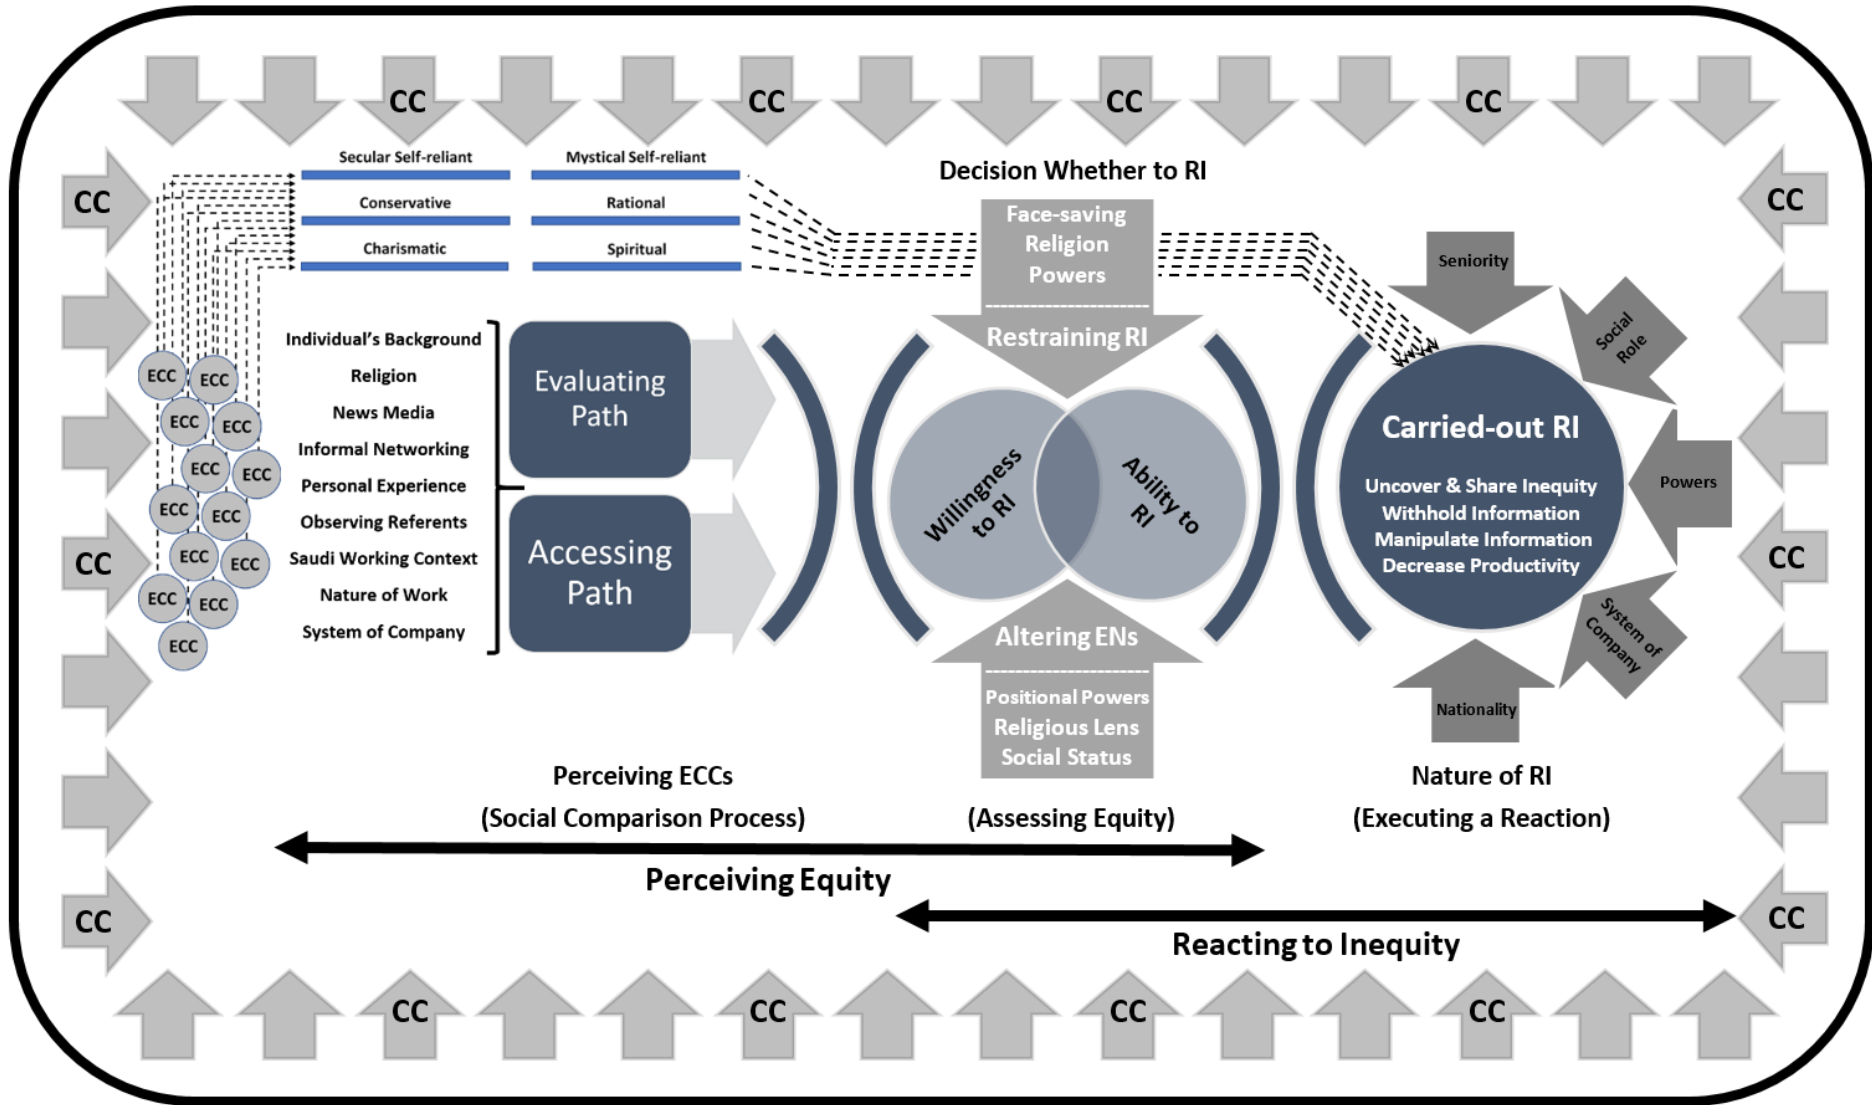 CC
CC
CC
CC
Secular Self-reliant
Mystical Self-reliant
Conservative
Rational
Charismatic
Spiritual
Decision Whether to RI
Face-saving
Religion
Powers
Restraining RI
CC
CC
CC
CC
CC
CC
ECC
ECC
ECC
ECC
ECC
ECC
ECC
ECC
ECC
ECC
ECC
ECC
ECC
Individual's Background
Religion
News Media
Informal Networking
Personal Experience
Observing Referents
Saudi Working Context
Nature of Work
System of Company
Evaluating
Path
Accessing
Path
Willingness
to RI
Ability to
RI
Altering ENs
Positional Powers
Religious Lens
Social Status
Seniority
Social
Role
Powers
System of
Company
Nationality
Carried-out RI
Uncover & Share Inequity
Withhold Information
Manipulate Information
Decrease Productivity
Perceiving ECCs
(Social Comparison Process)
(Assessing Equity)
Nature of RI
(Executing a Reaction)
Perceiving Equity
Reacting to Inequity
CC
CC
CC
CC